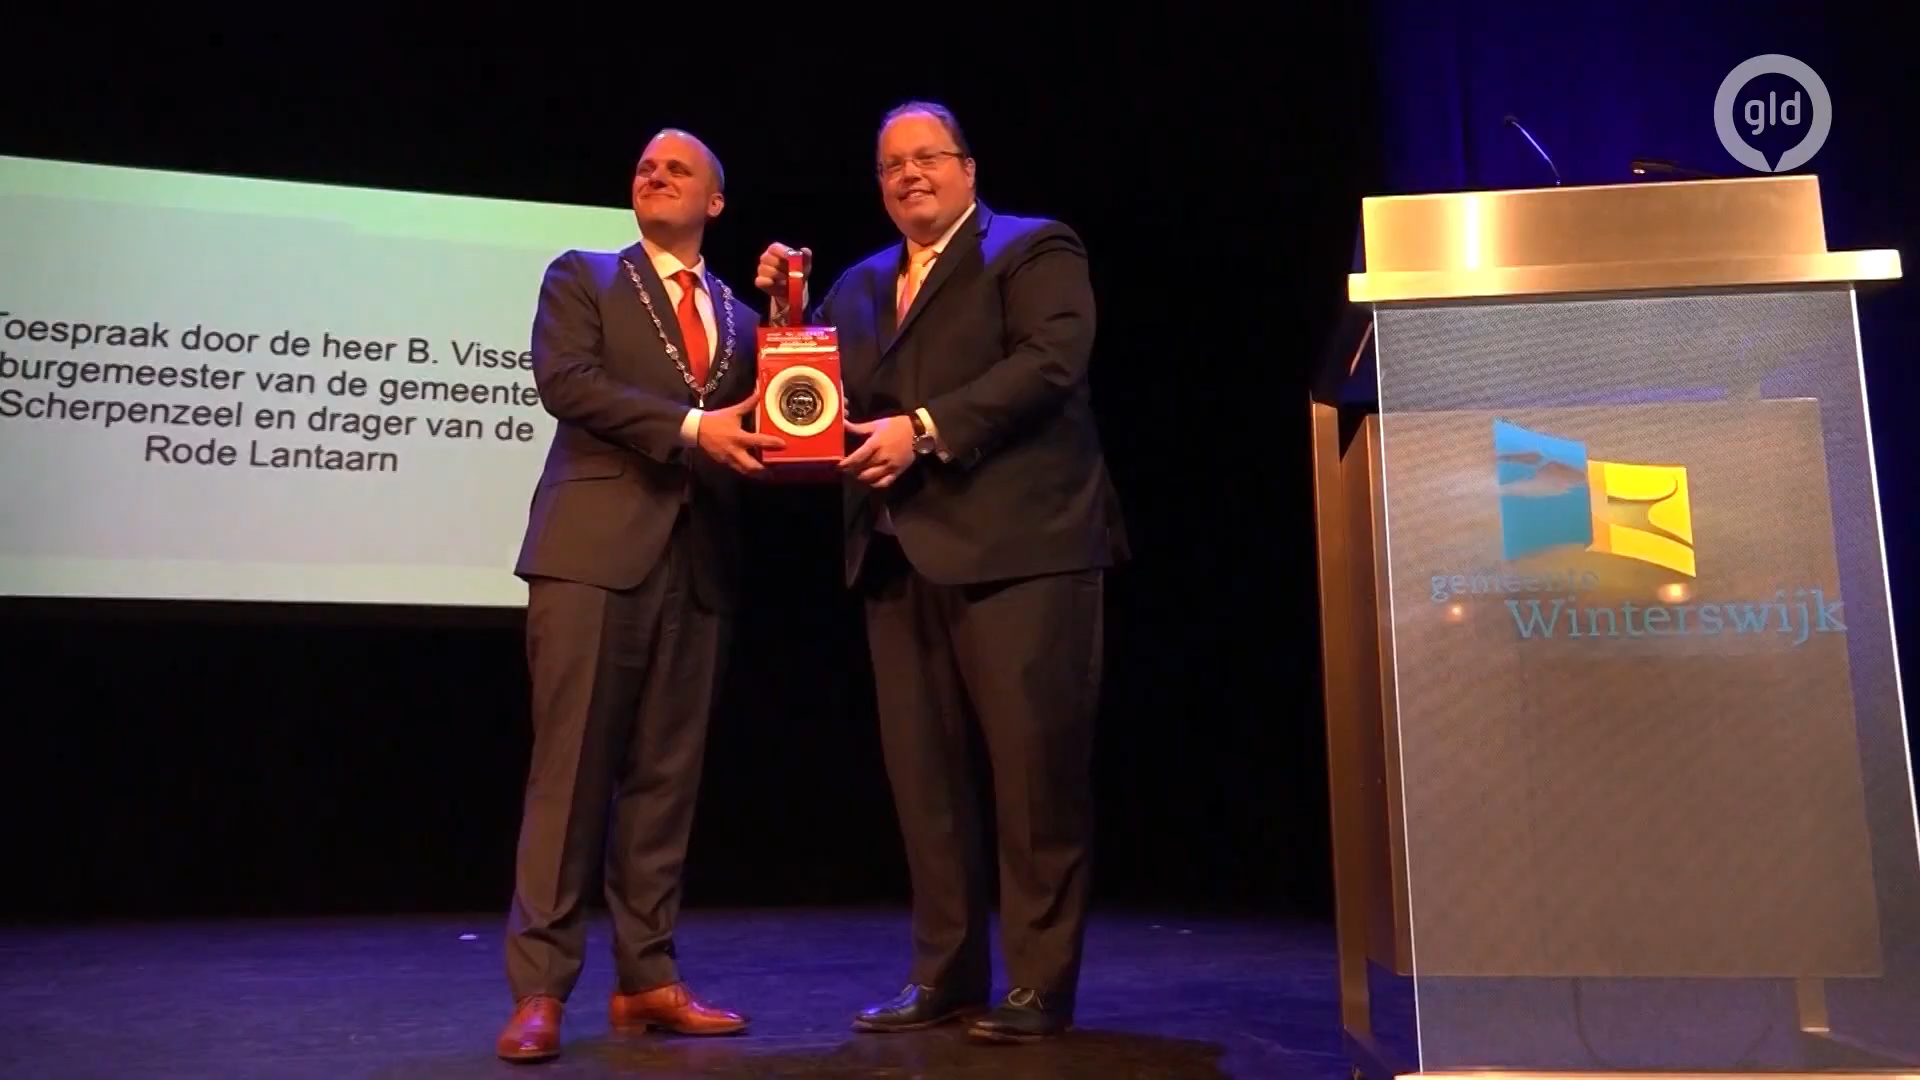 Toespraak door de heer B. Visse
burgemeester van de gemeente
Scherpenzeel en drager van de
Rode Lantaarn
gld
gemeente
Winterswijk